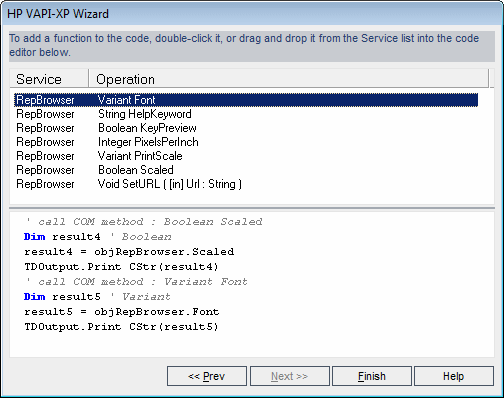 HP VAPI-XP Wizard
To add a function to the code, double-click it, or drag and drop it from the Service list into the code
editor below.
Service Operation
RepBrowser Variant Font
RepBrowser String HelpKeyword
RepBrowser Boolean KeyPreview
RepBrowser Integer PixelsPerInch
RepBrowser Variant PrintScale
RepBrowser Boolean Scaled
RepBrowser Void SetURL ( [in] Url : String )
' call COM method : Boolean Scaled
Dim result4 ' Boolean
result4 = objRepBrowser.Scaled
TDOutput.Print CStr(result4)
' call COM method : Variant Font
Dim result5 ' Variant
result5 = objRepBrowser.Font
TDOutput.Print CStr(result5)
<< Prev Next >> Finish Help